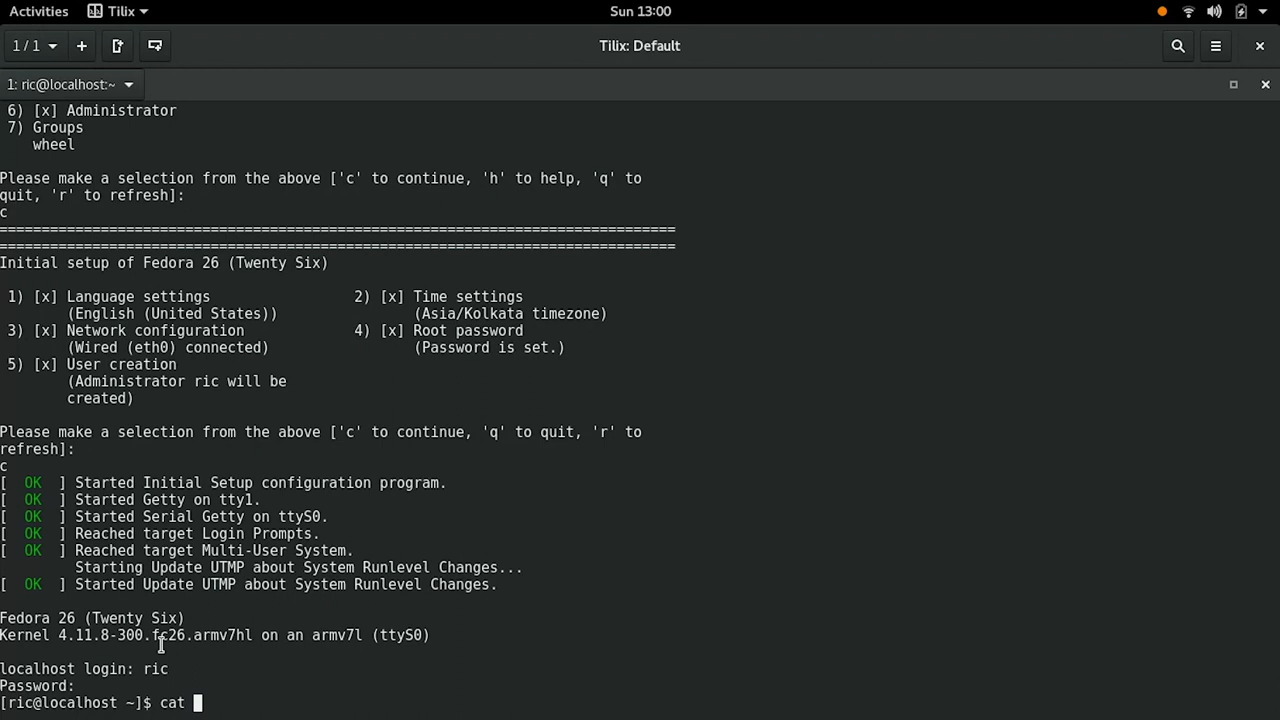 Activities Tilix Sun 13:00
1 / 1 Tilix: Default
1: ric@localhost:~
6) [x] Administrator
7) Groups
wheel
Please make a selection from the above ['c' to continue, 'h' to help, 'q' to
quit, 'r' to refresh]:
c
================================================================================
================================================================================
Initial setup of Fedora 26 (Twenty Six)
1) [x] Language settings 2) [x] Time settings
(English (United States)) (Asia/Kolkata timezone)
3) [x] Network configuration 4) [x] Root password
(Wired (eth0) connected) (Password is set.)
5) [x] User creation
(Administrator ric will be
created)
Please make a selection from the above ['c' to continue, 'q' to quit, 'r' to
refresh]:
c
[ OK ] Started Initial Setup configuration program.
[ OK ] Started Getty on tty1.
[ OK ] Started Serial Getty on ttyS0.
[ OK ] Reached target Login Prompts.
[ OK ] Reached target Multi-User System.
Starting Update UTMP about System Runlevel Changes...
[ OK ] Started Update UTMP about System Runlevel Changes.
Fedora 26 (Twenty Six)
Kernel 4.11.8-300.fc26.armv7hl on an armv7l (ttyS0)
localhost login: ric
Password:
[ric@localhost ~]$ cat